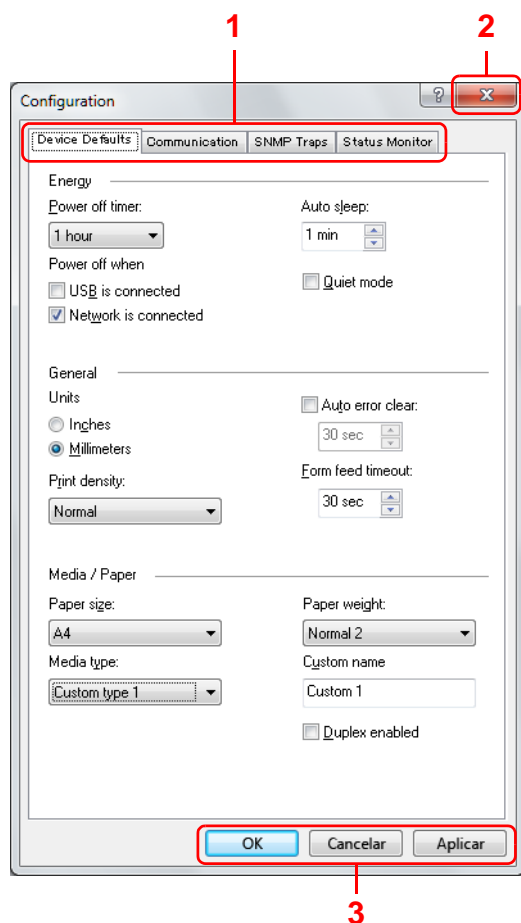 1
2
Configuration
?
Device Defaults
Communication
SNMP Traps
Status Monitor
Energy
Power off timer:
Auto sleep:
1 hour
1 min
Power off when
USB is connected
Quiet mode
Network is connected
General
Units
Auto error clear:
Inches
30 sec
Millimeters
Print density:
Form feed timeout:
Normal
30 sec
Media / Paper
Paper size:
Paper weight:
A4
Normal 2
Media type:
Custom name
Custom type 1
Custom 1
Duplex enabled
OK
Cancelar
Aplicar
3